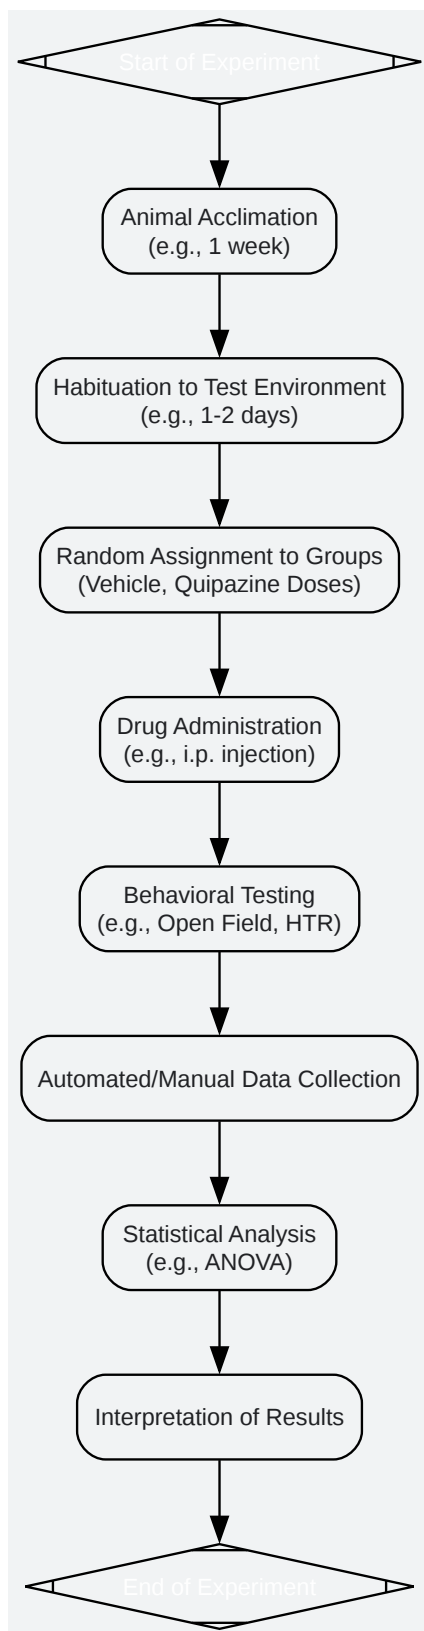 Start of Experiment
Animal Acclimation
(e.g., 1 week)
Habituation to Test Environment
(e.g., 1-2 days)
Random Assignment to Groups
(Vehicle, Quipazine Doses)
Drug Administration
(e.g., i.p. injection)
Behavioral Testing
(e.g., Open Field, HTR)
Automated/Manual Data Collection
Statistical Analysis
(e.g., ANOVA)
Interpretation of Results
End of Experiment